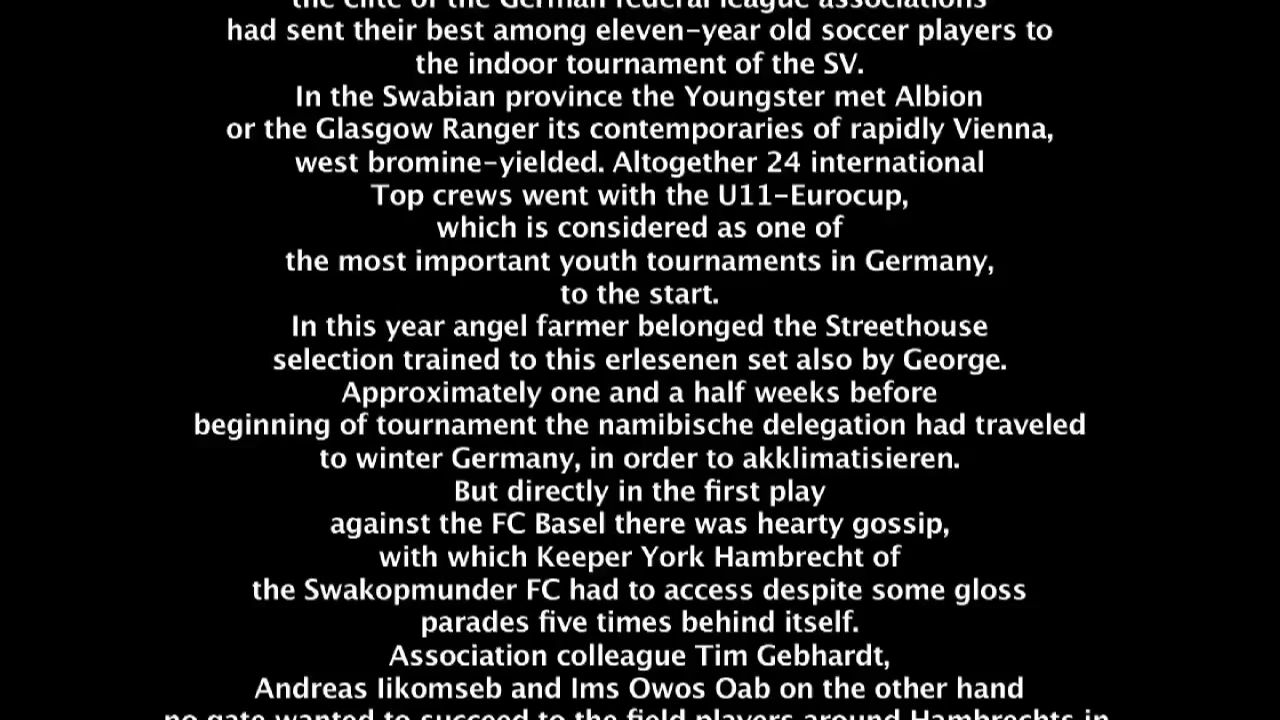 the elite of the German federal league associations
had sent their best among eleven-year old soccer players to
the indoor tournament of the SV.
In the Swabian province the Youngster met Albion
or the Glasgow Ranger its contemporaries of rapidly Vienna,
west bromine-yielded. Altogether 24 international
Top crews went with the U11-Eurocup,
which is considered as one of
the most important youth tournaments in Germany,
to the start.
In this year angel farmer belonged the Streethouse
selection trained to this erlesenen set also by George.
Approximately one and a half weeks before
beginning of tournament the namibische delegation had traveled
to winter Germany, in order to akklimatisieren.
But directly in the first play
against the FC Basel there was hearty gossip,
with which Keeper York Hambrecht of
the Swakopmunder FC had to access despite some gloss
parades five times behind itself.
Association colleague Tim Gebhardt,
Andreas Iikomseb and Ims Owos Oab on the other hand
no gate wanted to succeed to the field players around Hambrechts in